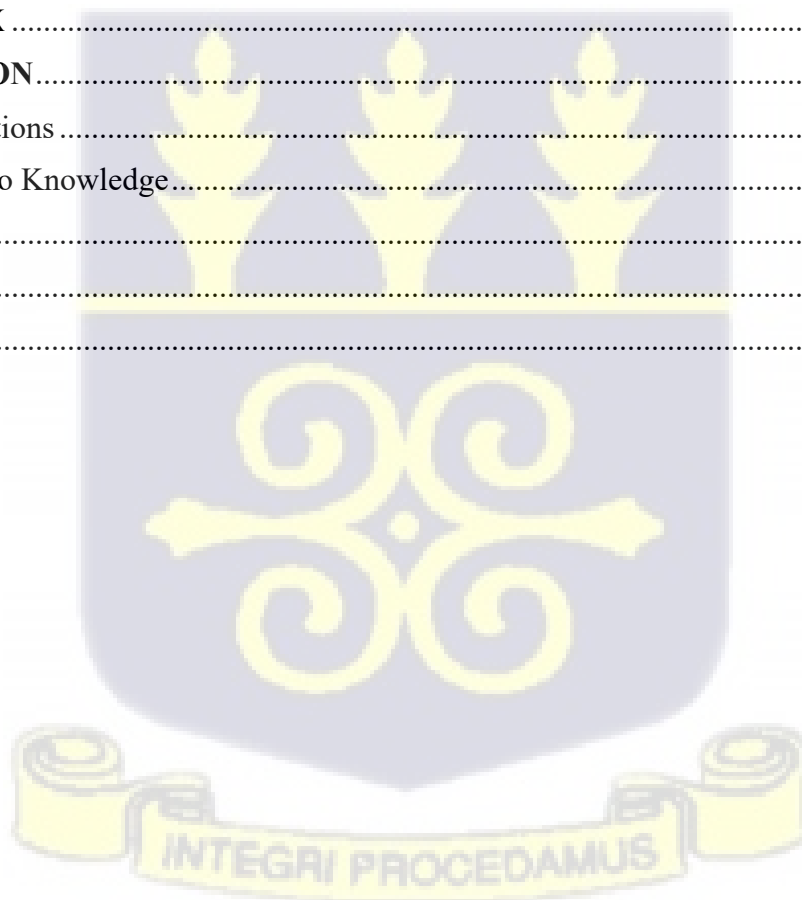 K ................................................................................
ON................................................................................
tions ................................................................................
o Knowledge................................................................................
................................................................................
................................................................................
................................................................................
INTEGRI PROCEDAMUS